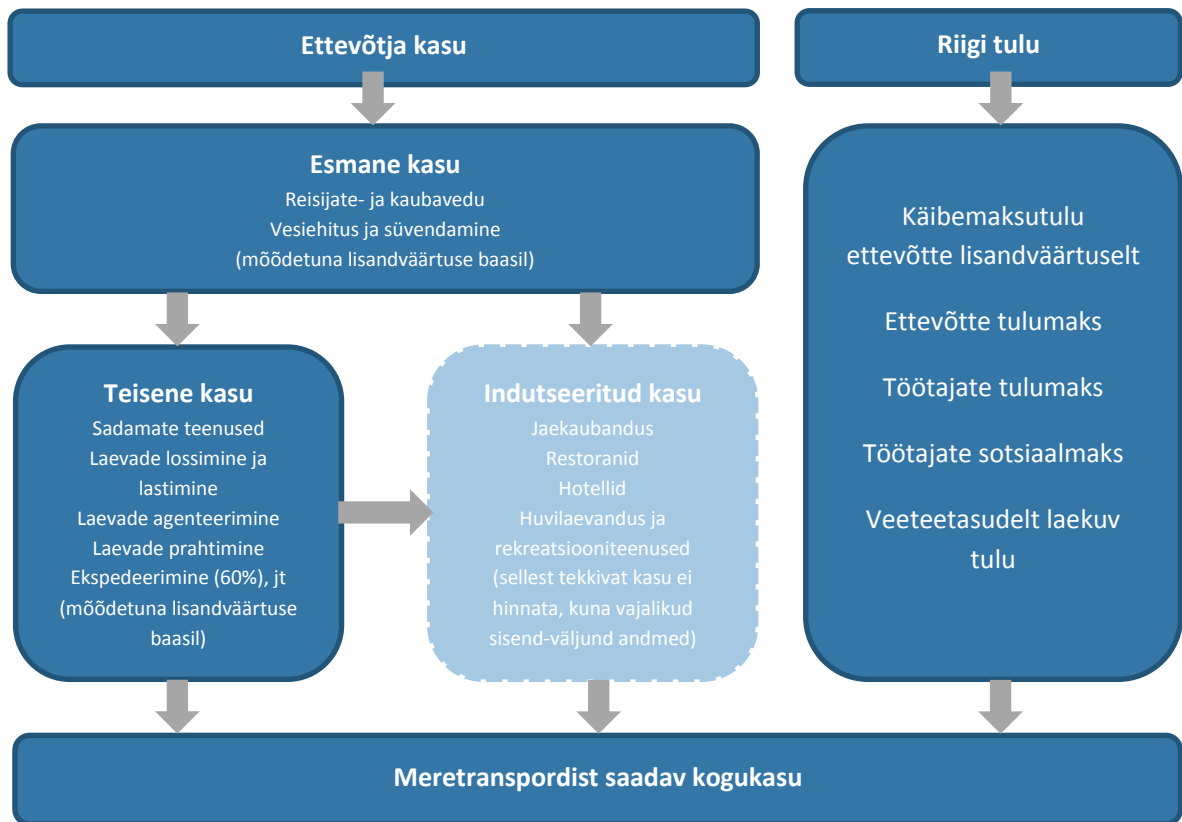 Ettevõtja kasu
Riigi tulu
Esmane kasu
Reisijate- ja kaubavedu
Vesiehitus ja süvendamine
(mõõdetuna lisandväärtuse baasil)
Teisene kasu
Sadamate teenused
Laevade lossimine ja
lastimine
Laevade agenteerimine
Laevade prahtimine
Ekspedeerimine (60%), jt
(mõõdetuna lisandväärtuse
baasil)
Indutseeritud kasu
Jaekaubandus
Restoranid
Hotellid
Huvilaevandus ja
rekreatsiooniteenused
(sellest tekkivat kasu ei
hinnata, kuna vajalikud
sisend-väljund andmed)
Käibemaksutulu
ettevõtte lisandväärtuselt
Ettevõtte tulumaks
Töötajate tulumaks
Töötajate sotsiaalmaks
Veeteetasudelt laekuv
tulu
Meretranspordist saadav kogukasu